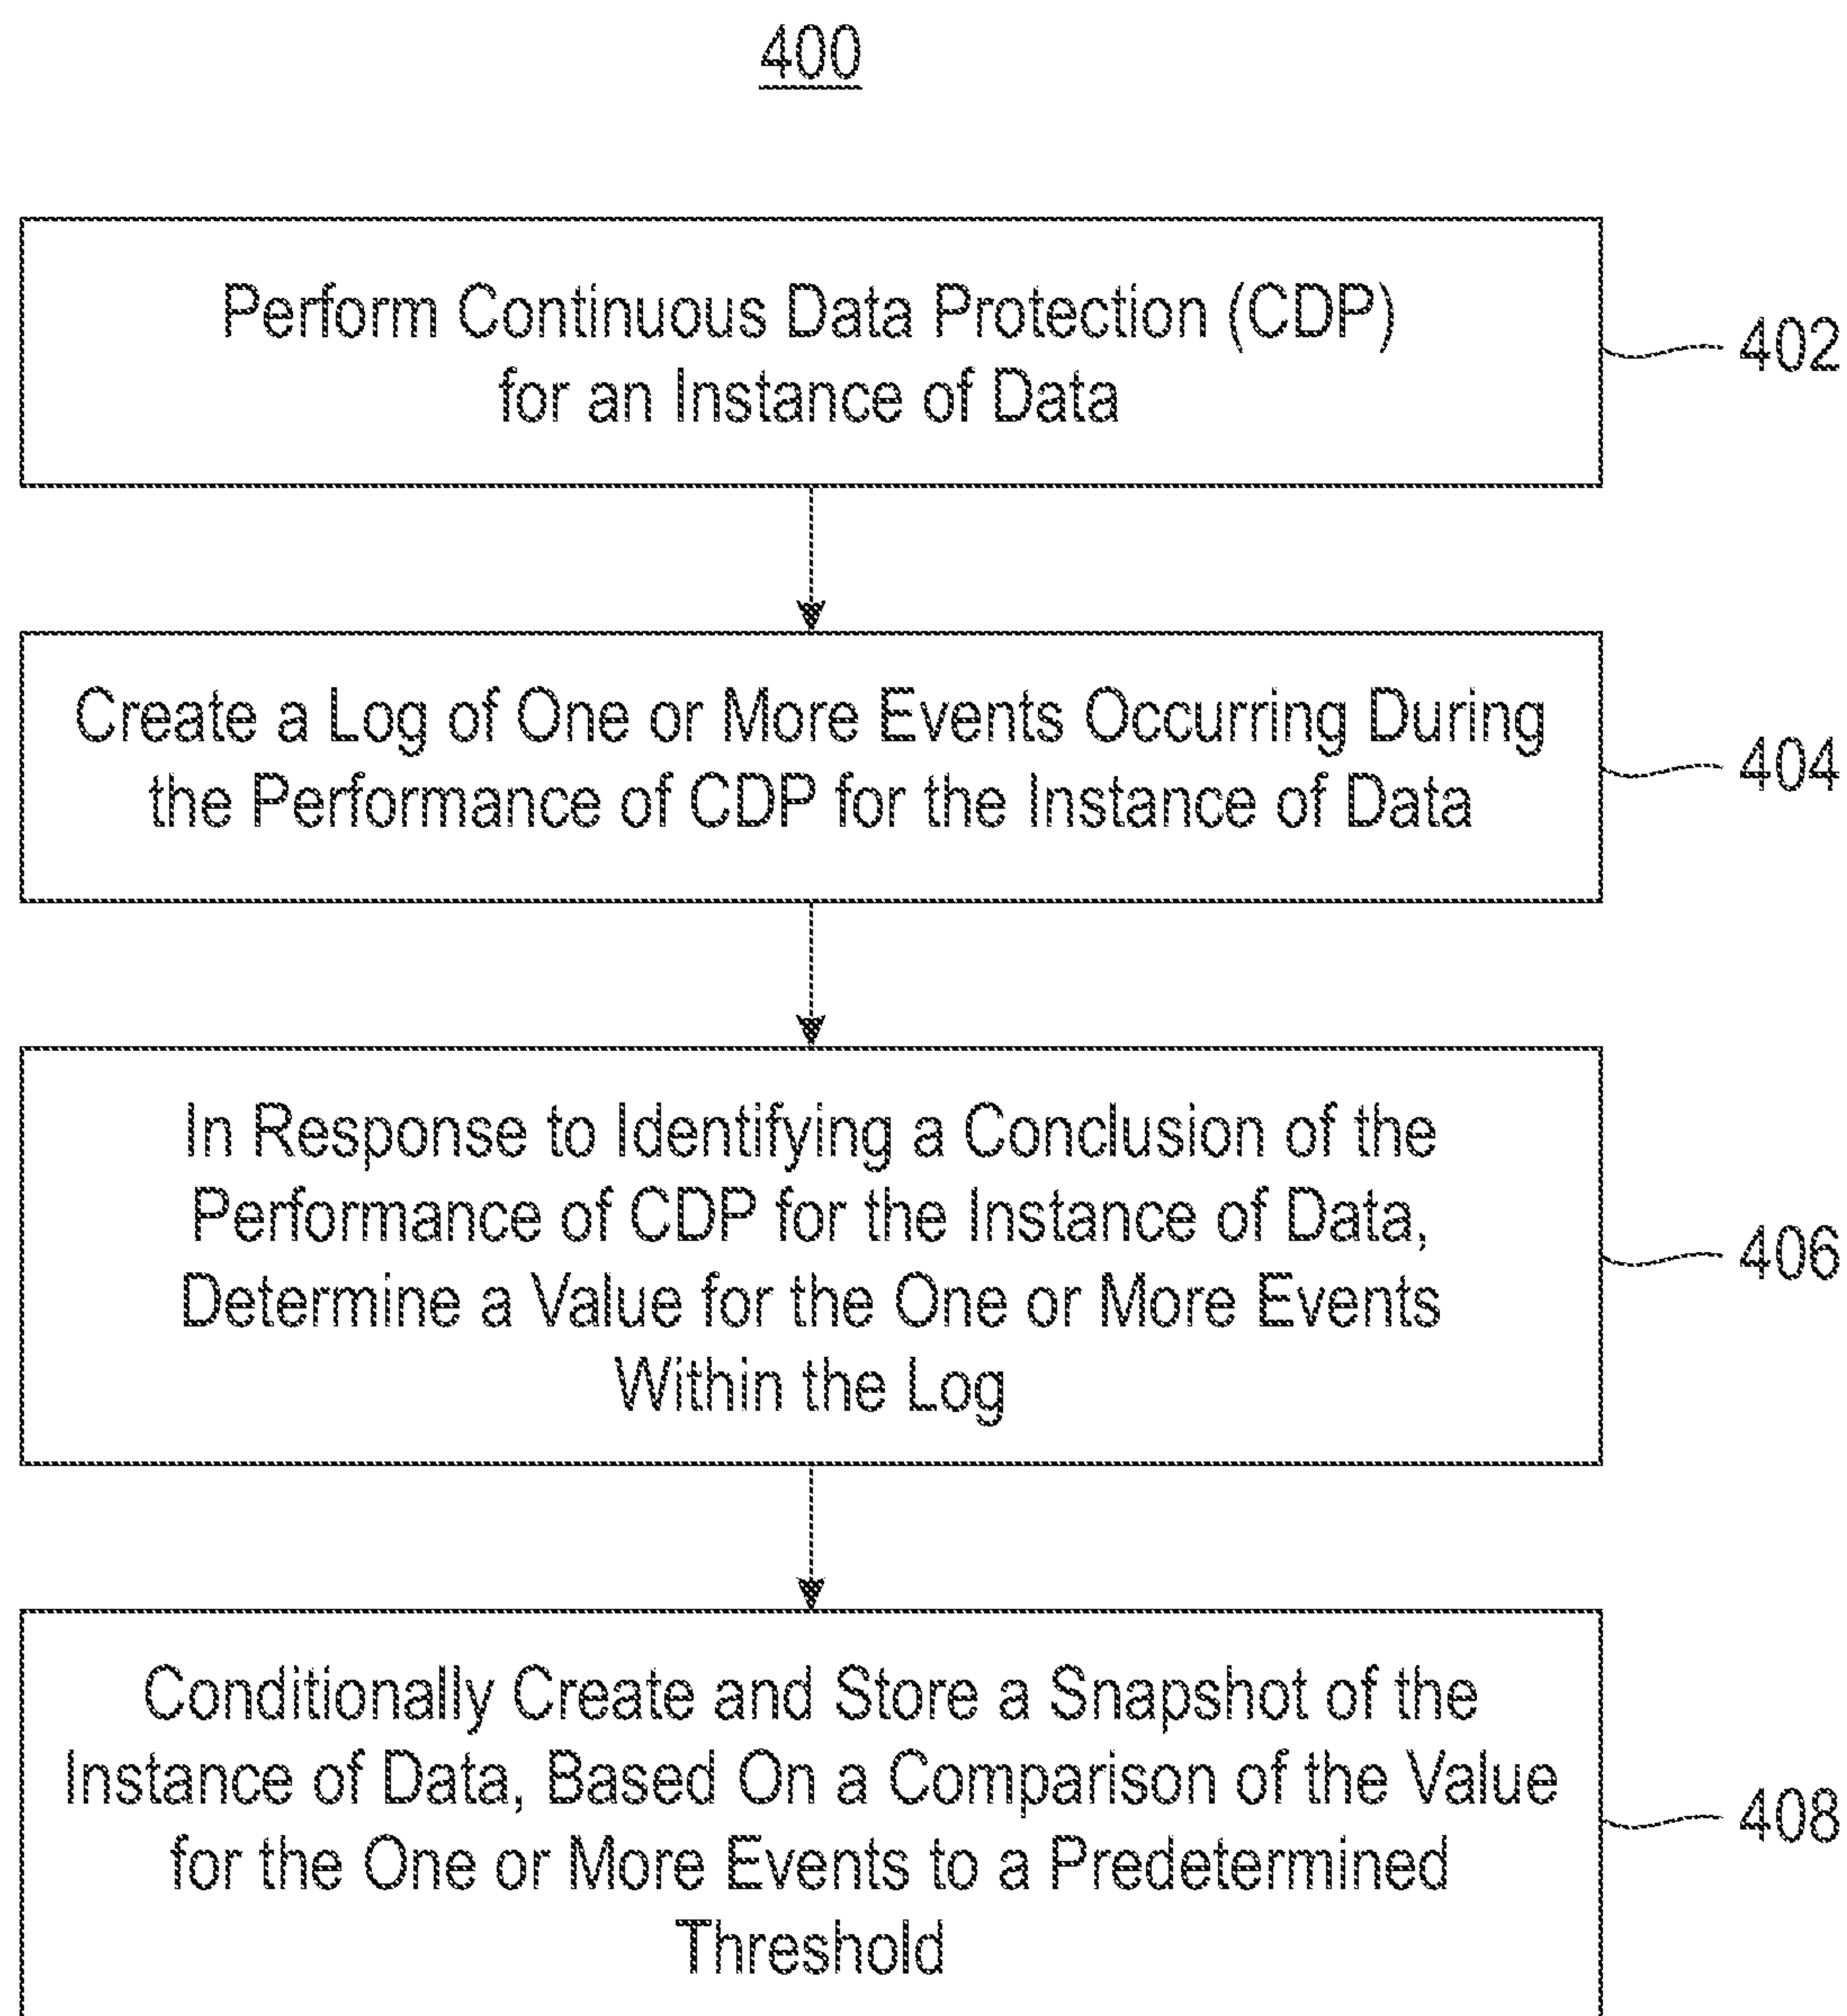 400
Perform Continuous Data Protection (CDP)
for an Instance of Data
402
Create a Log of One or More Events Occurring During
the Performance of CDP for the Instance of Data
404
In Response to Identifying a Conclusion of the
Performance of CDP for the Instance of Data,
Determine a Value for the One or More Events
Within the Log
406
Conditionally Create and Store a Snapshot of the
Instance of Data, Based On a Comparison of the Value
for the One or More Events to a Predetermined
Threshold
408